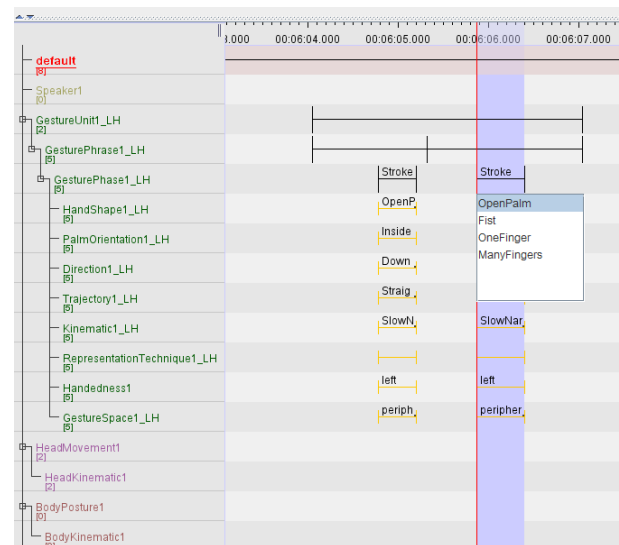 3.000 00:06:04.000 00:06:05.000 00:06:06.000 00:06:07.000
default
[8]
Speaker1
[0]
GestureUnit1_LH
[2]
GesturePhrase1_LH
[5]
GesturePhase1_LH Stroke Stroke
[5]
HandShape1_LH OpenP. OpenPalm
[5]
Fist
PalmOrientation1_LH Inside OneFinger
[5]
ManyFingers
Direction1_LH Down
[5]
Trajectory1_LH Straig
[5]
Kinematic1_LH SlowN SlowNar
[5]
RepresentationTechnique1_LH
[5]
Handedness1 left left
[5]
GestureSpace1_LH periph peripher
[5]
HeadMovement1
[2]
HeadKinematic1
[2]
BodyPosture1
[0]
BodyKinematic1